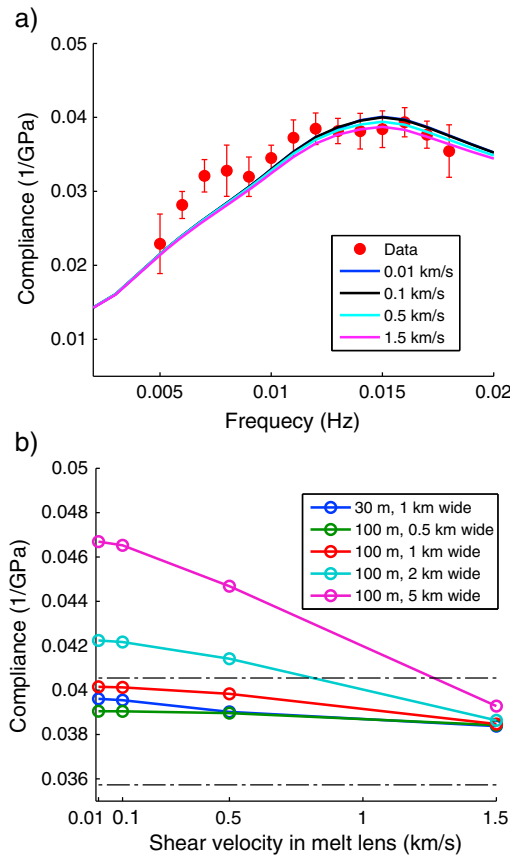 a)
0.05
0.04
0.03
0.02
0.01
Compliance (1/GPa)
Data
0.01 km/s
0.1 km/s
0.5 km/s
1.5 km/s
0.005
0.01
0.015
0.02
Frequecy (Hz)
b)
0.05
0.048
0.046
0.044
0.042
0.04
0.038
0.036
Compliance (1/GPa)
30 m, 1 km wide
100 m, 0.5 km wide
100 m, 1 km wide
100 m, 2 km wide
100 m, 5 km wide
0.01
0.1
0.5
1
1.5
Shear velocity in melt lens (km/s)